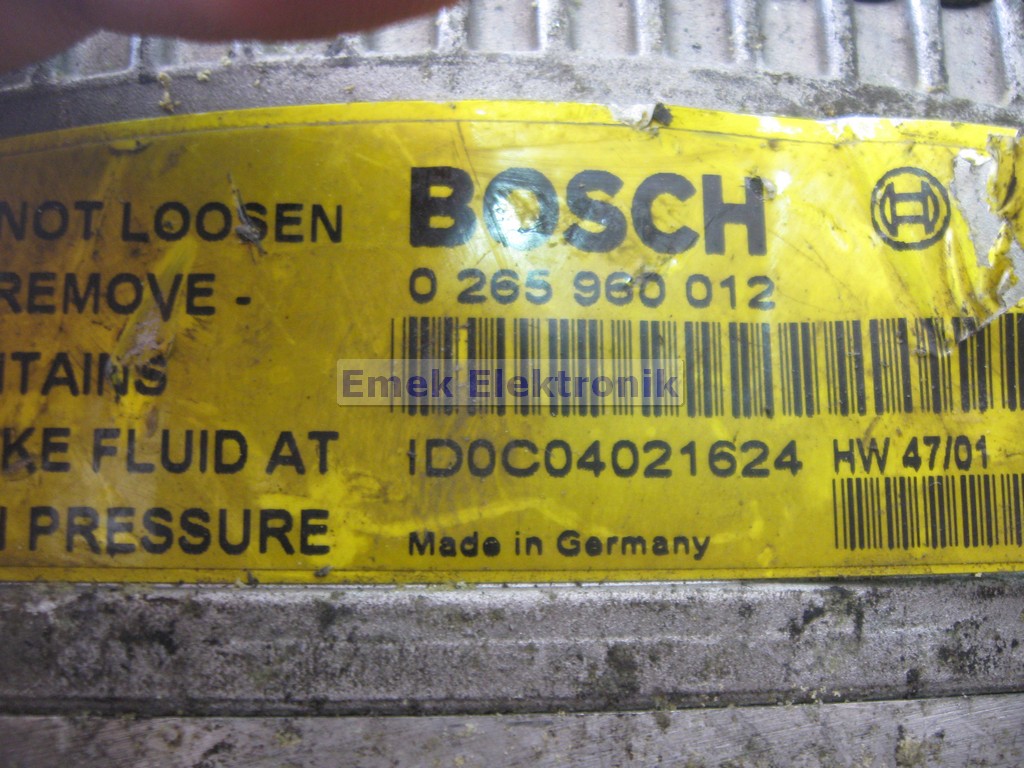 NOT LOOSEN
REMOVE -
NTAINS
KE FLUID AT
H PRESSURE
BOSCH
0 265 960 012
Emek Elektronik
ID0C04021624
HW 47/01
Made in Germany